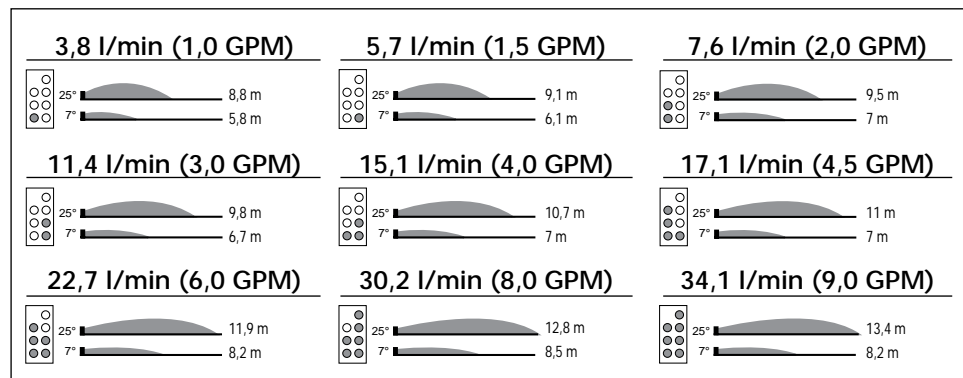 3,8 l/min (1,0 GPM)
25° 8,8 m
7° 5,8 m
5,7 l/min (1,5 GPM)
25° 9,1 m
7° 6,1 m
7,6 l/min (2,0 GPM)
25° 9,5 m
7° 7 m
11,4 l/min (3,0 GPM)
25° 9,8 m
7° 6,7 m
15,1 l/min (4,0 GPM)
25° 10,7 m
7° 7 m
17,1 l/min (4,5 GPM)
25° 11 m
7° 7 m
22,7 l/min (6,0 GPM)
25° 11,9 m
7° 8,2 m
30,2 l/min (8,0 GPM)
25° 12,8 m
7° 8,5 m
34,1 l/min (9,0 GPM)
25° 13,4 m
7° 8,2 m